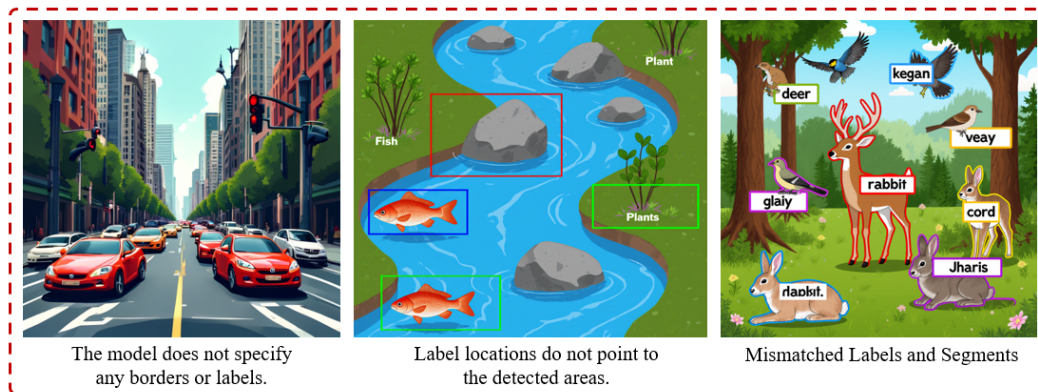 Plant
Fish
Plants
kegan
deer
veay
rabbit
glaiy
cord
Jharis
The model does not specify
any borders or labels.
Label locations do not point to
the detected areas.
Mismatched Labels and Segments